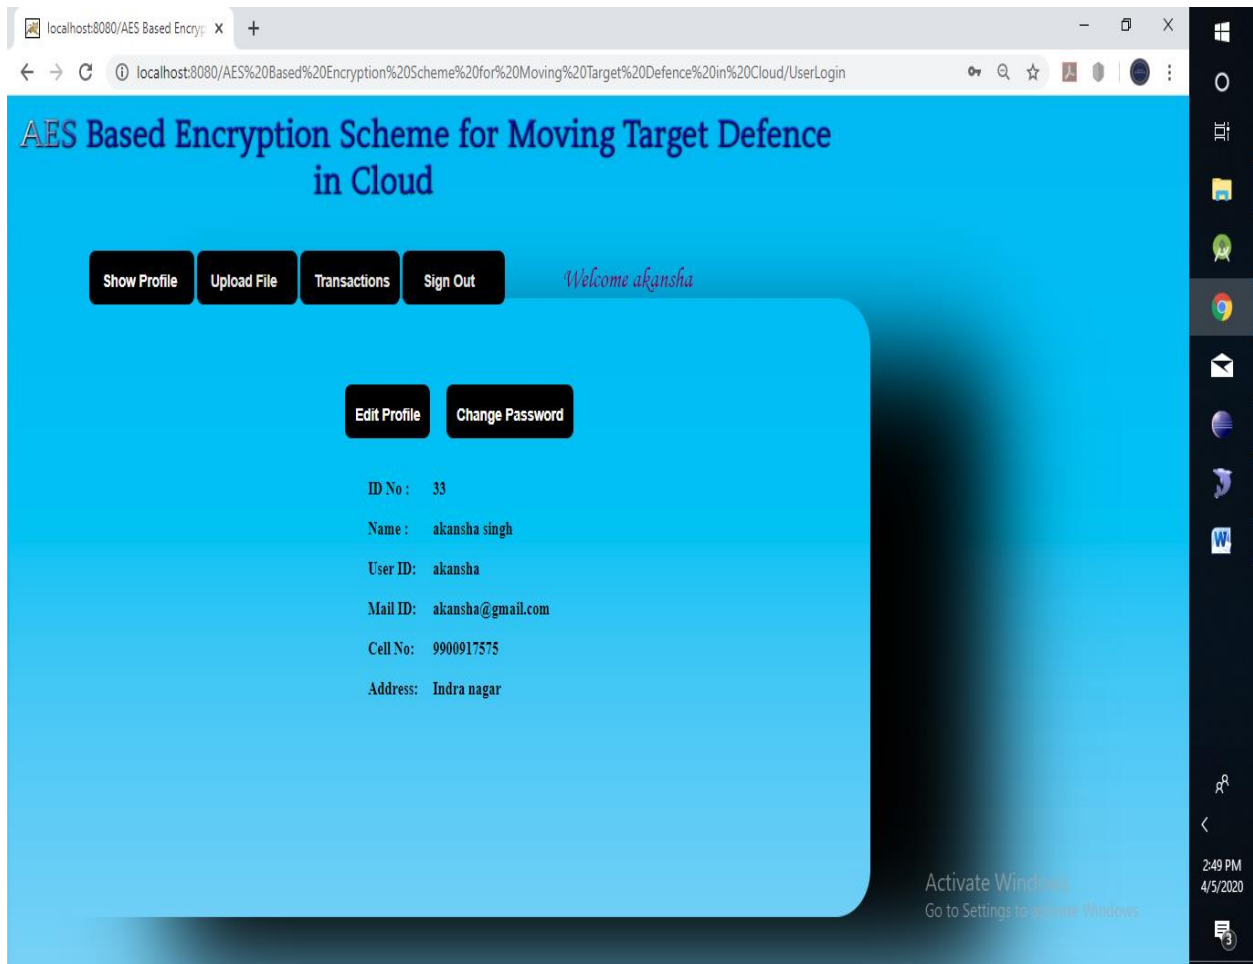 localhost:8080/AES Based Encryp
localhost:8080/AES%20Based%20Encryption%20Scheme%20for%20Moving%20Target%20Defence%20in%20Cloud/UserLogin
AES Based Encryption Scheme for Moving Target Defence
in Cloud
Show Profile Upload File Transactions Sign Out Welcome akansha
Edit Profile Change Password
ID No : 33
Name : akansha singh
User ID: akansha
Mail ID: akansha@gmail.com
Cell No: 9900917575
Address: Indra nagar
Activate Windows
Go to Settings to activate Windows.
2:49 PM
4/5/2020
3